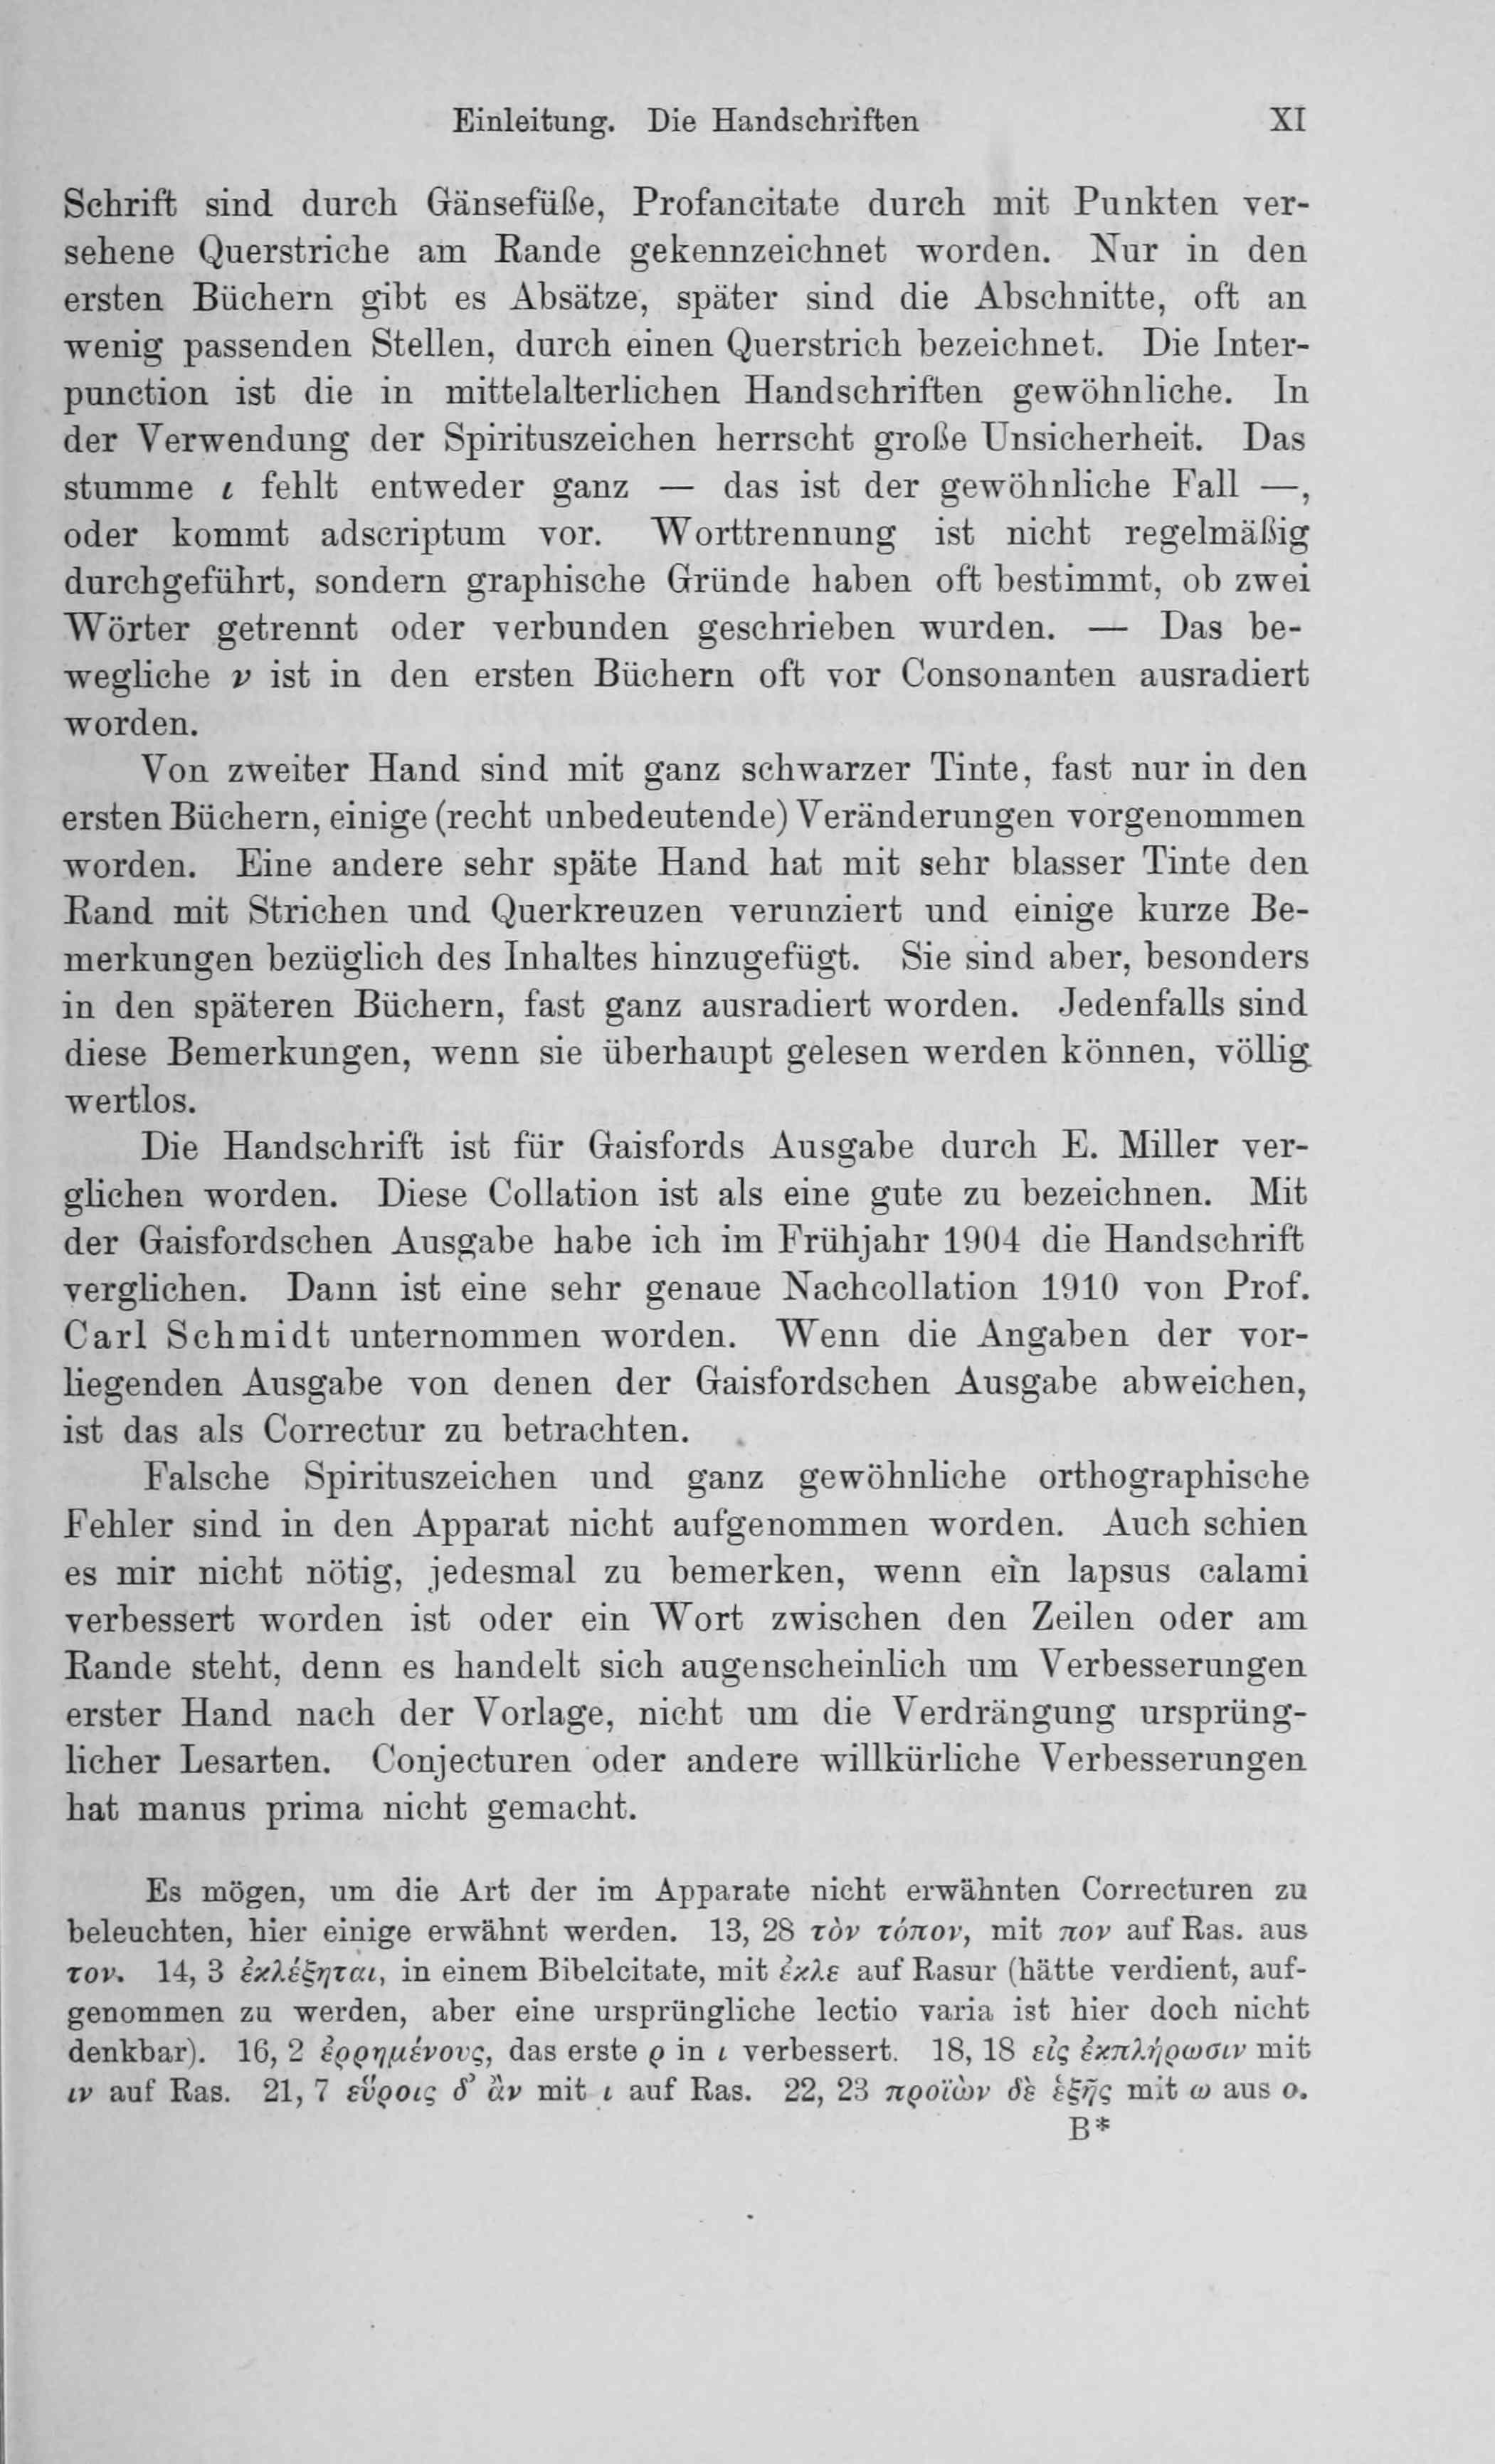 Einleitung. Die Handschriften XI
Schrift sind durch Gänsefüße, Profancitate durch mit Punkten ver-
sehene Querstriche am Rande gekennzeichnet worden. Nur in den
ersten Büchern gibt es Absätze, später sind die Abschnitte, oft an
wenig passenden Stellen, durch einen Querstrich bezeichnet. Die Inter-
punction ist die in mittelalterlichen Handschriften gewöhnliche. In
der Verwendung der Spirituszeichen herrscht große Unsicherheit. Das
stumme ι fehlt entweder ganz — das ist der gewöhnliche Fall —,
oder kommt adscriptum vor. Worttrennung ist nicht regelmäßig
durchgeführt, sondern graphische Gründe haben oft bestimmt, ob zwei
Wörter getrennt oder verbunden geschrieben wurden. — Das be-
wegliche ν ist in den ersten Büchern oft vor Consonanten ausradiert
worden.
Von zweiter Hand sind mit ganz schwarzer Tinte, fast nur in den
ersten Büchern, einige (recht unbedeutende) Veränderungen vorgenommen
worden. Eine andere sehr späte Hand hat mit sehr blasser Tinte den
Rand mit Strichen und Querkreuzen verunziert und einige kurze Be-
merkungen bezüglich des Inhaltes hinzugefügt. Sie sind aber, besonders
in den späteren Büchern, fast ganz ausradiert worden. Jedenfalls sind
diese Bemerkungen, wenn sie überhaupt gelesen werden können, völlig
wertlos.
Die Handschrift ist für Gaisfords Ausgabe durch E. Miller ver-
glichen worden. Diese Collation ist als eine gute zu bezeichnen. Mit
der Gaisfordschen Ausgabe habe ich im Frühjahr 1904 die Handschrift
verglichen. Dann ist eine sehr genaue Nachcollation 1910 von Prof.
Carl Schmidt unternommen worden. Wenn die Angaben der vor-
liegenden Ausgabe von denen der Gaisfordschen Ausgabe abweichen,
ist das als Correctur zu betrachten.
Falsche Spirituszeichen und ganz gewöhnliche orthographische
Fehler sind in den Apparat nicht aufgenommen worden. Auch schien
es mir nicht nötig, jedesmal zu bemerken, wenn ein lapsus calami
verbessert worden ist oder ein Wort zwischen den Zeilen oder am
Rande steht, denn es handelt sich augenscheinlich um Verbesserungen
erster Hand nach der Vorlage, nicht um die Verdrängung ursprüng-
licher Lesarten. Conjecturen oder andere willkürliche Verbesserungen
hat manus prima nicht gemacht.
Es mögen, um die Art der im Apparate nicht erwähnten Correcturen zu
beleuchten, hier einige erwähnt werden. 13, 28 τὸν τόπον, mit πον auf Ras. aus
τον. 14, 3 ἐκλέξηται, in einem Bibelcitate, mit ἐκλε auf Rasur (hätte verdient, auf-
genommen zu werden, aber eine ursprüngliche lectio varia ist hier doch nicht
denkbar). 16, 2 ἐρρημένους, das erste ρ in ι verbessert. 18, 18 εἰς ἐκπλήρωσιν mit
ιν auf Ras. 21, 7 εὕροις δ’ ἂν mit ι auf Ras. 22, 23 προϊὼν δὲ ἑξῆς mit ω aus ο.
B*